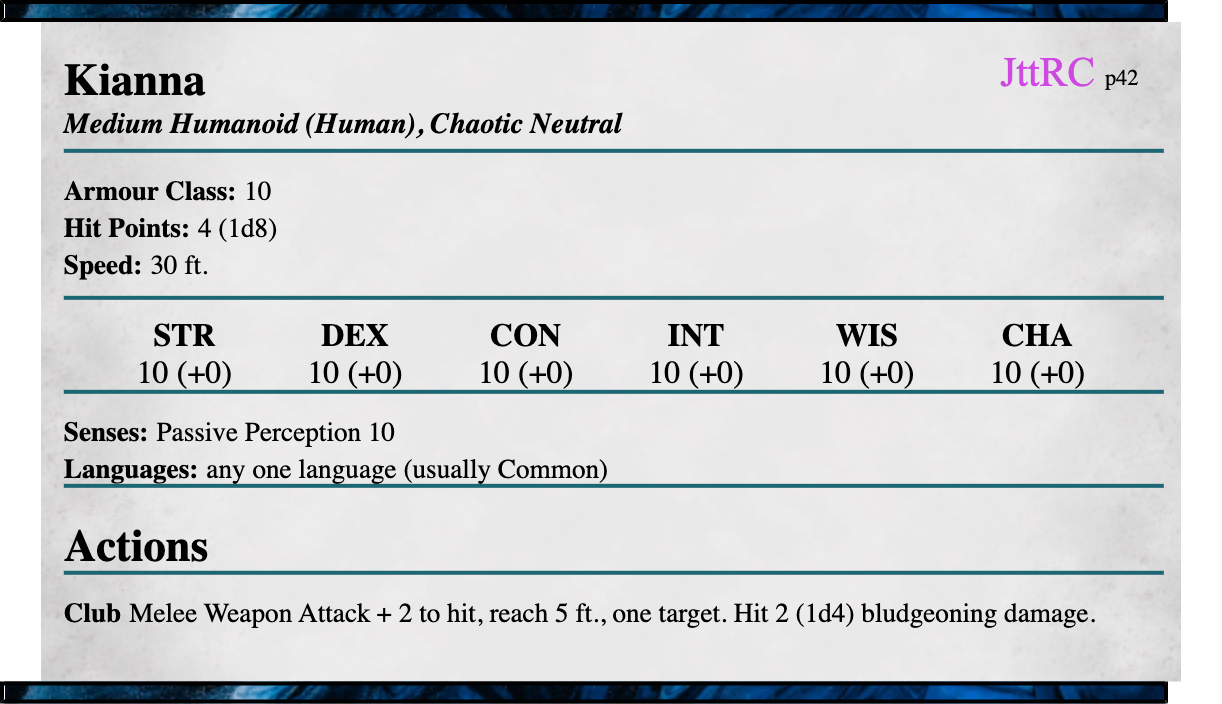 Kianna
JttRC p42
Medium Humanoid (Human), Chaotic Neutral
Armour Class: 10
Hit Points: 4 (1d8)
Speed: 30 ft.
STR DEX CON INT WIS CHA
10 (+0) 10 (+0) 10 (+0) 10 (+0) 10 (+0) 10 (+0)
Senses: Passive Perception 10
Languages: any one language (usually Common)
Actions
Club Melee Weapon Attack + 2 to hit, reach 5 ft., one target. Hit 2 (1d4) bludgeoning damage.